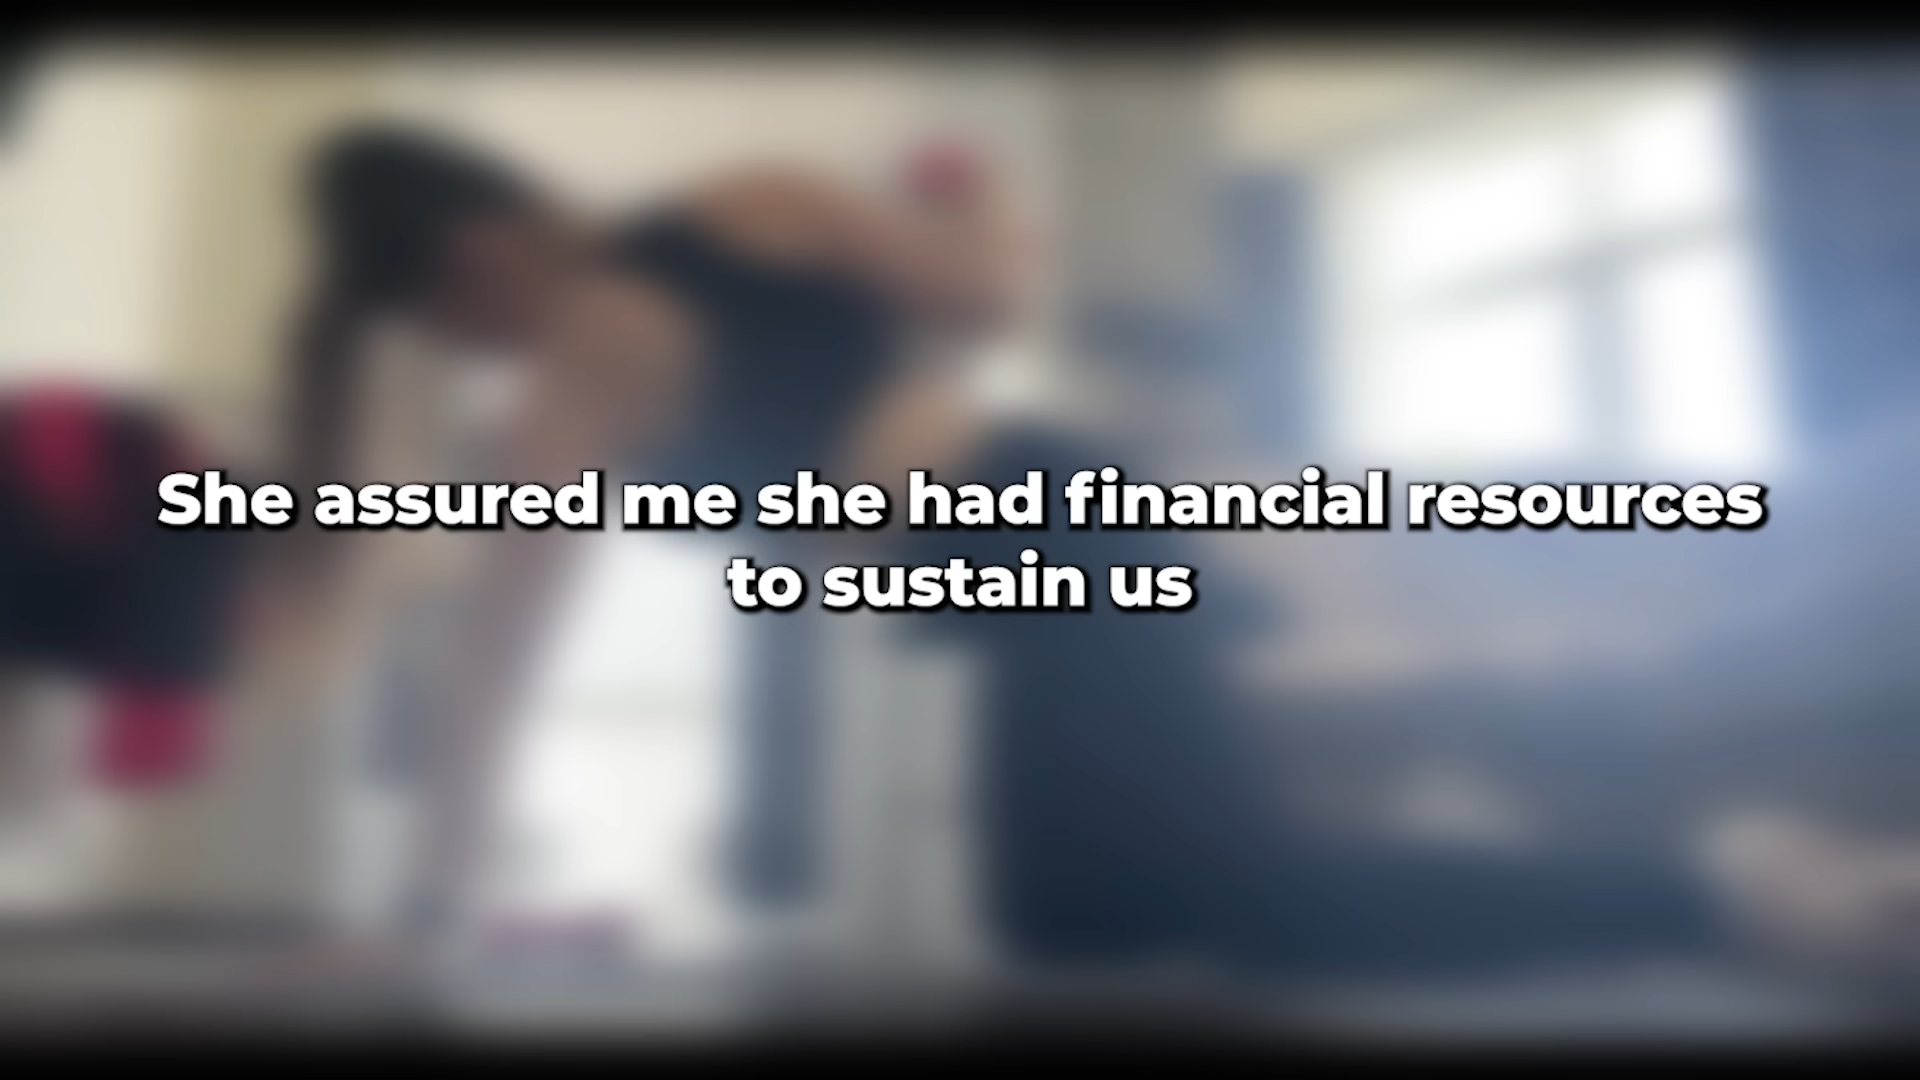 She assured me she had financial resources
to sustain us